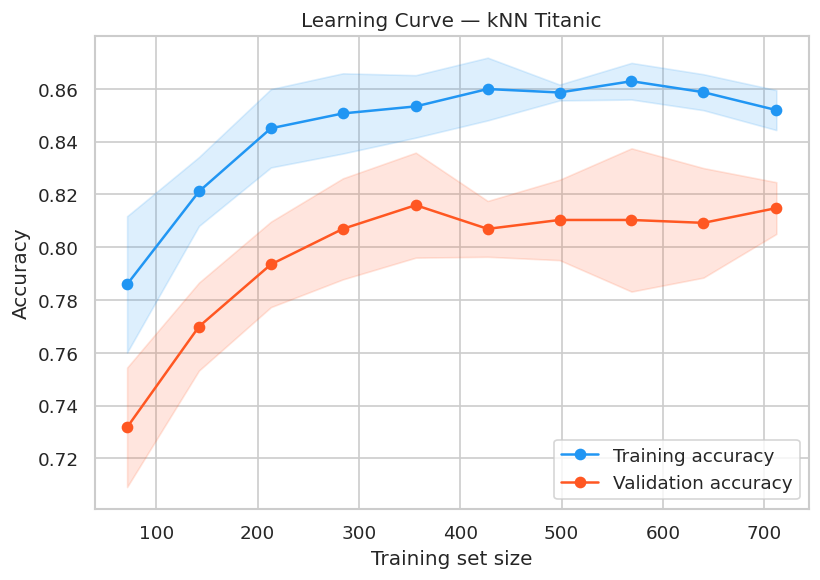 Learning Curve — kNN Titanic
Accuracy
0.86
0.84
0.82
0.80
0.78
0.76
0.74
0.72
Training accuracy
Validation accuracy
100 200 300 400 500 600 700
Training set size